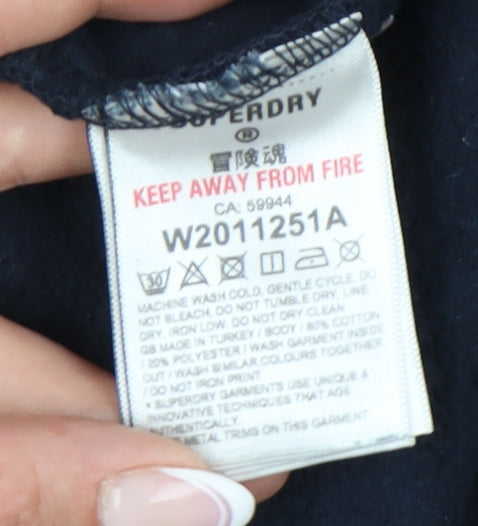 SUPERDRY
®
冒険魂
KEEP AWAY FROM FIRE
CA: 59944
W2011251A
30
MACHINE WASH COLD, GENTLE CYCLE, DO
NOT BLEACH, DO NOT TUMBLE DRY, LINE
DRY, IRON LOW, DO NOT DRY CLEAN
GB MADE IN TURKEY / BODY / 80% COTTON
/ 20% POLYESTER / WASH GARMENT INSIDE
OUT / WASH SIMILAR COLOURS TOGETHER
/ DO NOT IRON PRINT
• SUPERDRY GARMENTS USE UNIQUE &
INNOVATIVE TECHNIQUES THAT AGE
AUTHENTICALLY.
METAL TRIMS ON THIS GARMENT